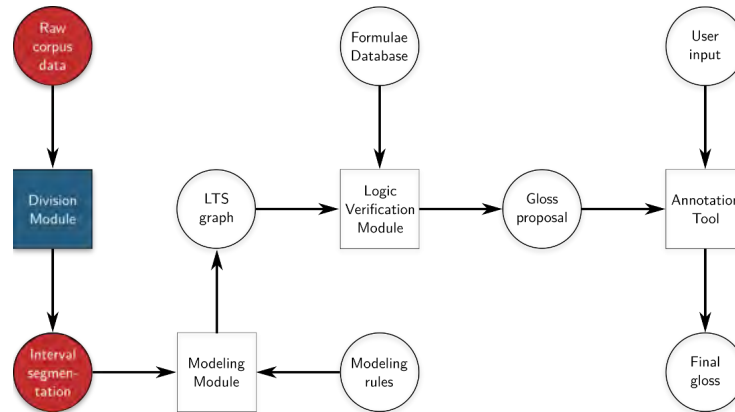 Raw
corpus
data
Formulae
Database
User
input
Division
Module
LTS
graph
Logic
Verification
Module
Gloss
proposal
Annotation
Tool
Interval
segmen-
tation
Modeling
Module
Modeling
rules
Final
gloss